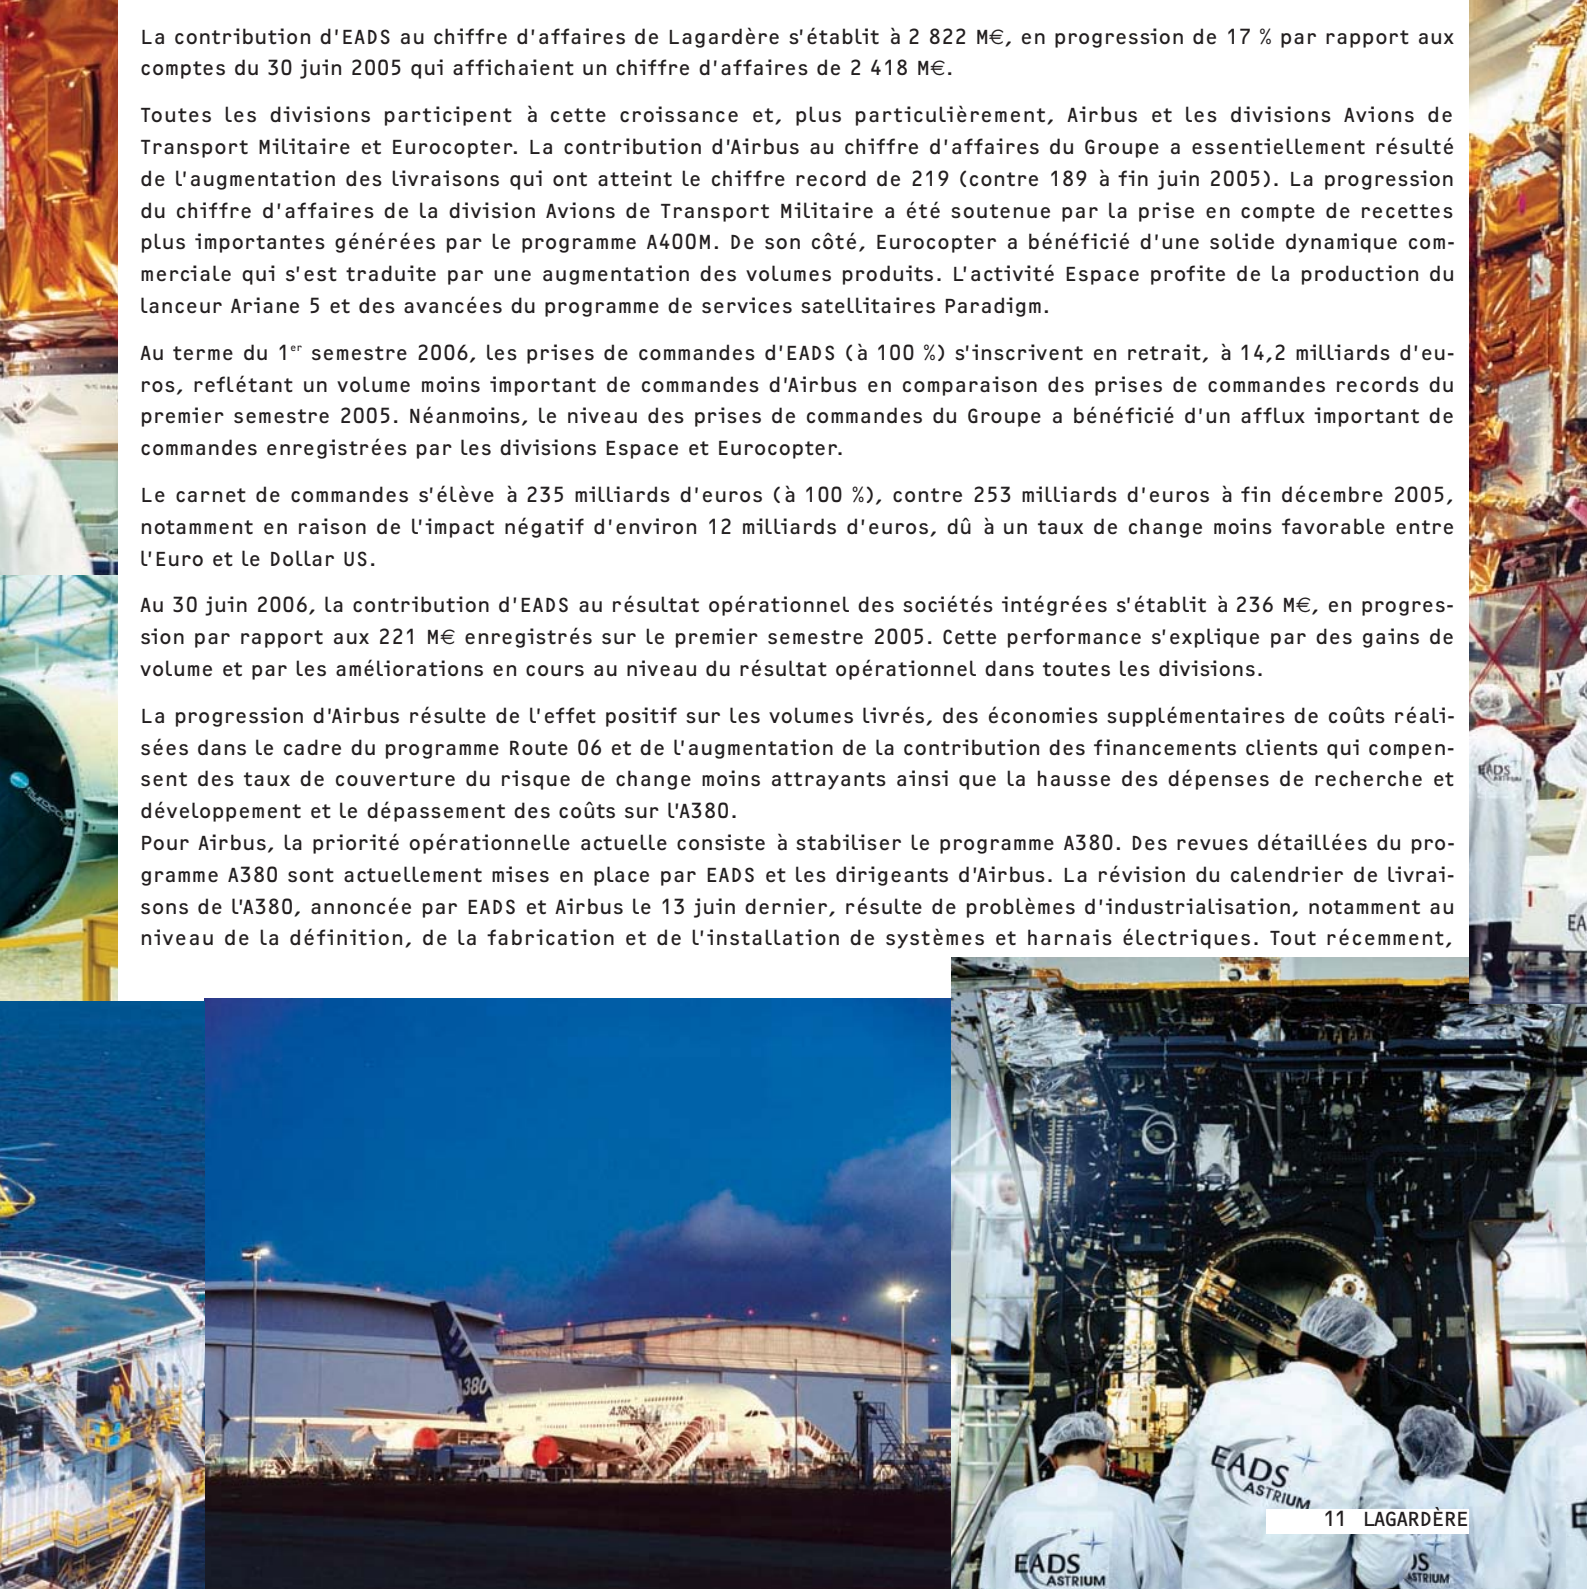 La contribution d'EADS au chiffre d'affaires de Lagardère s'établit à 2 822 M€, en progression de 17 % par rapport aux
comptes du 30 juin 2005 qui affichaient un chiffre d'affaires de 2 418 M€.
Toutes les divisions participent à cette croissance et, plus particulièrement, Airbus et les divisions Avions de
Transport Militaire et Eurocopter. La contribution d'Airbus au chiffre d'affaires du Groupe a essentiellement résulté
de l'augmentation des livraisons qui ont atteint le chiffre record de 219 (contre 189 à fin juin 2005). La progression
du chiffre d'affaires de la division Avions de Transport Militaire a été soutenue par la prise en compte de recettes
plus importantes générées par le programme A400M. De son côté, Eurocopter a bénéficié d'une solide dynamique com-
merciale qui s'est traduite par une augmentation des volumes produits. L'activité Espace profite de la production du
lanceur Ariane 5 et des avancées du programme de services satellitaires Paradigm.
Au terme du 1er semestre 2006, les prises de commandes d'EADS (à 100 %) s'inscrivent en retrait, à 14,2 milliards d'eu-
ros, reflétant un volume moins important de commandes d'Airbus en comparaison des prises de commandes records du
premier semestre 2005. Néanmoins, le niveau des prises de commandes du Groupe a bénéficié d'un afflux important de
commandes enregistrées par les divisions Espace et Eurocopter.
Le carnet de commandes s'élève à 235 milliards d'euros (à 100 %), contre 253 milliards d'euros à fin décembre 2005,
notamment en raison de l'impact négatif d'environ 12 milliards d'euros, dû à un taux de change moins favorable entre
l'Euro et le Dollar US.
Au 30 juin 2006, la contribution d'EADS au résultat opérationnel des sociétés intégrées s'établit à 236 M€, en progres-
sion par rapport aux 221 M€ enregistrés sur le premier semestre 2005. Cette performance s'explique par des gains de
volume et par les améliorations en cours au niveau du résultat opérationnel dans toutes les divisions.
La progression d'Airbus résulte de l'effet positif sur les volumes livrés, des économies supplémentaires de coûts réali-
sées dans le cadre du programme Route 06 et de l'augmentation de la contribution des financements clients qui compen-
sent des taux de couverture du risque de change moins attrayants ainsi que la hausse des dépenses de recherche et
développement et le dépassement des coûts sur l'A380.
Pour Airbus, la priorité opérationnelle actuelle consiste à stabiliser le programme A380. Des revues détaillées du pro-
gramme A380 sont actuellement mises en place par EADS et les dirigeants d'Airbus. La révision du calendrier de livrai-
sons de l'A380, annoncée par EADS et Airbus le 13 juin dernier, résulte de problèmes d'industrialisation, notamment au
niveau de la définition, de la fabrication et de l'installation de systèmes et harnais électriques. Tout récemment,
EADS
ASTRIUM
EA
A380
A380
EADS
ASTRIUM
EADS
ASTRIUM
DS
ASTRIUM
E
11 LAGARDÈRE